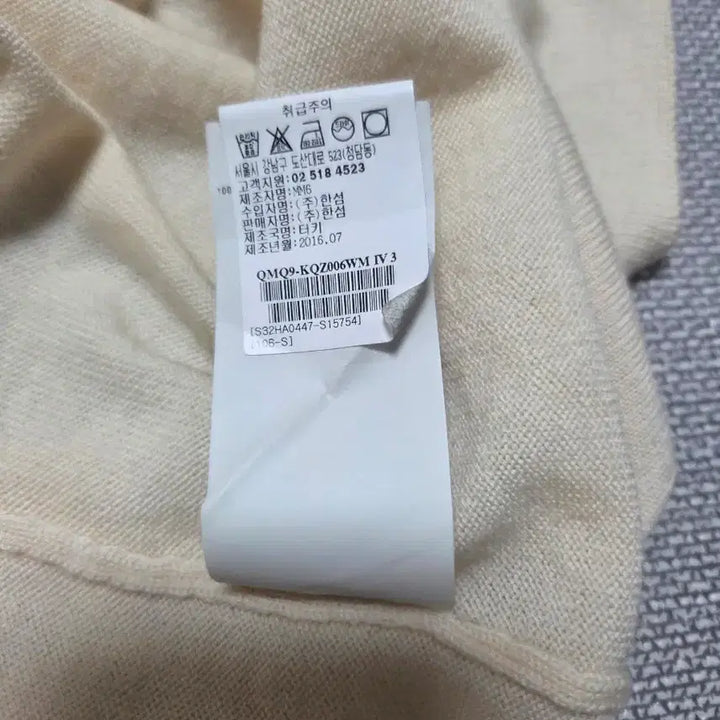 취급주의
서울시 강남구 도산대로 523(청담동)
고객지원: 02 518 4523
제조자명: MM6
수입자명: (주)한섬
판매자명: (주)한섬
제조국명: 터키
제조년월: 2016.07
QMQ9-KQZ006WM IV 3
[S32HA0447-S15754]
[106-S]